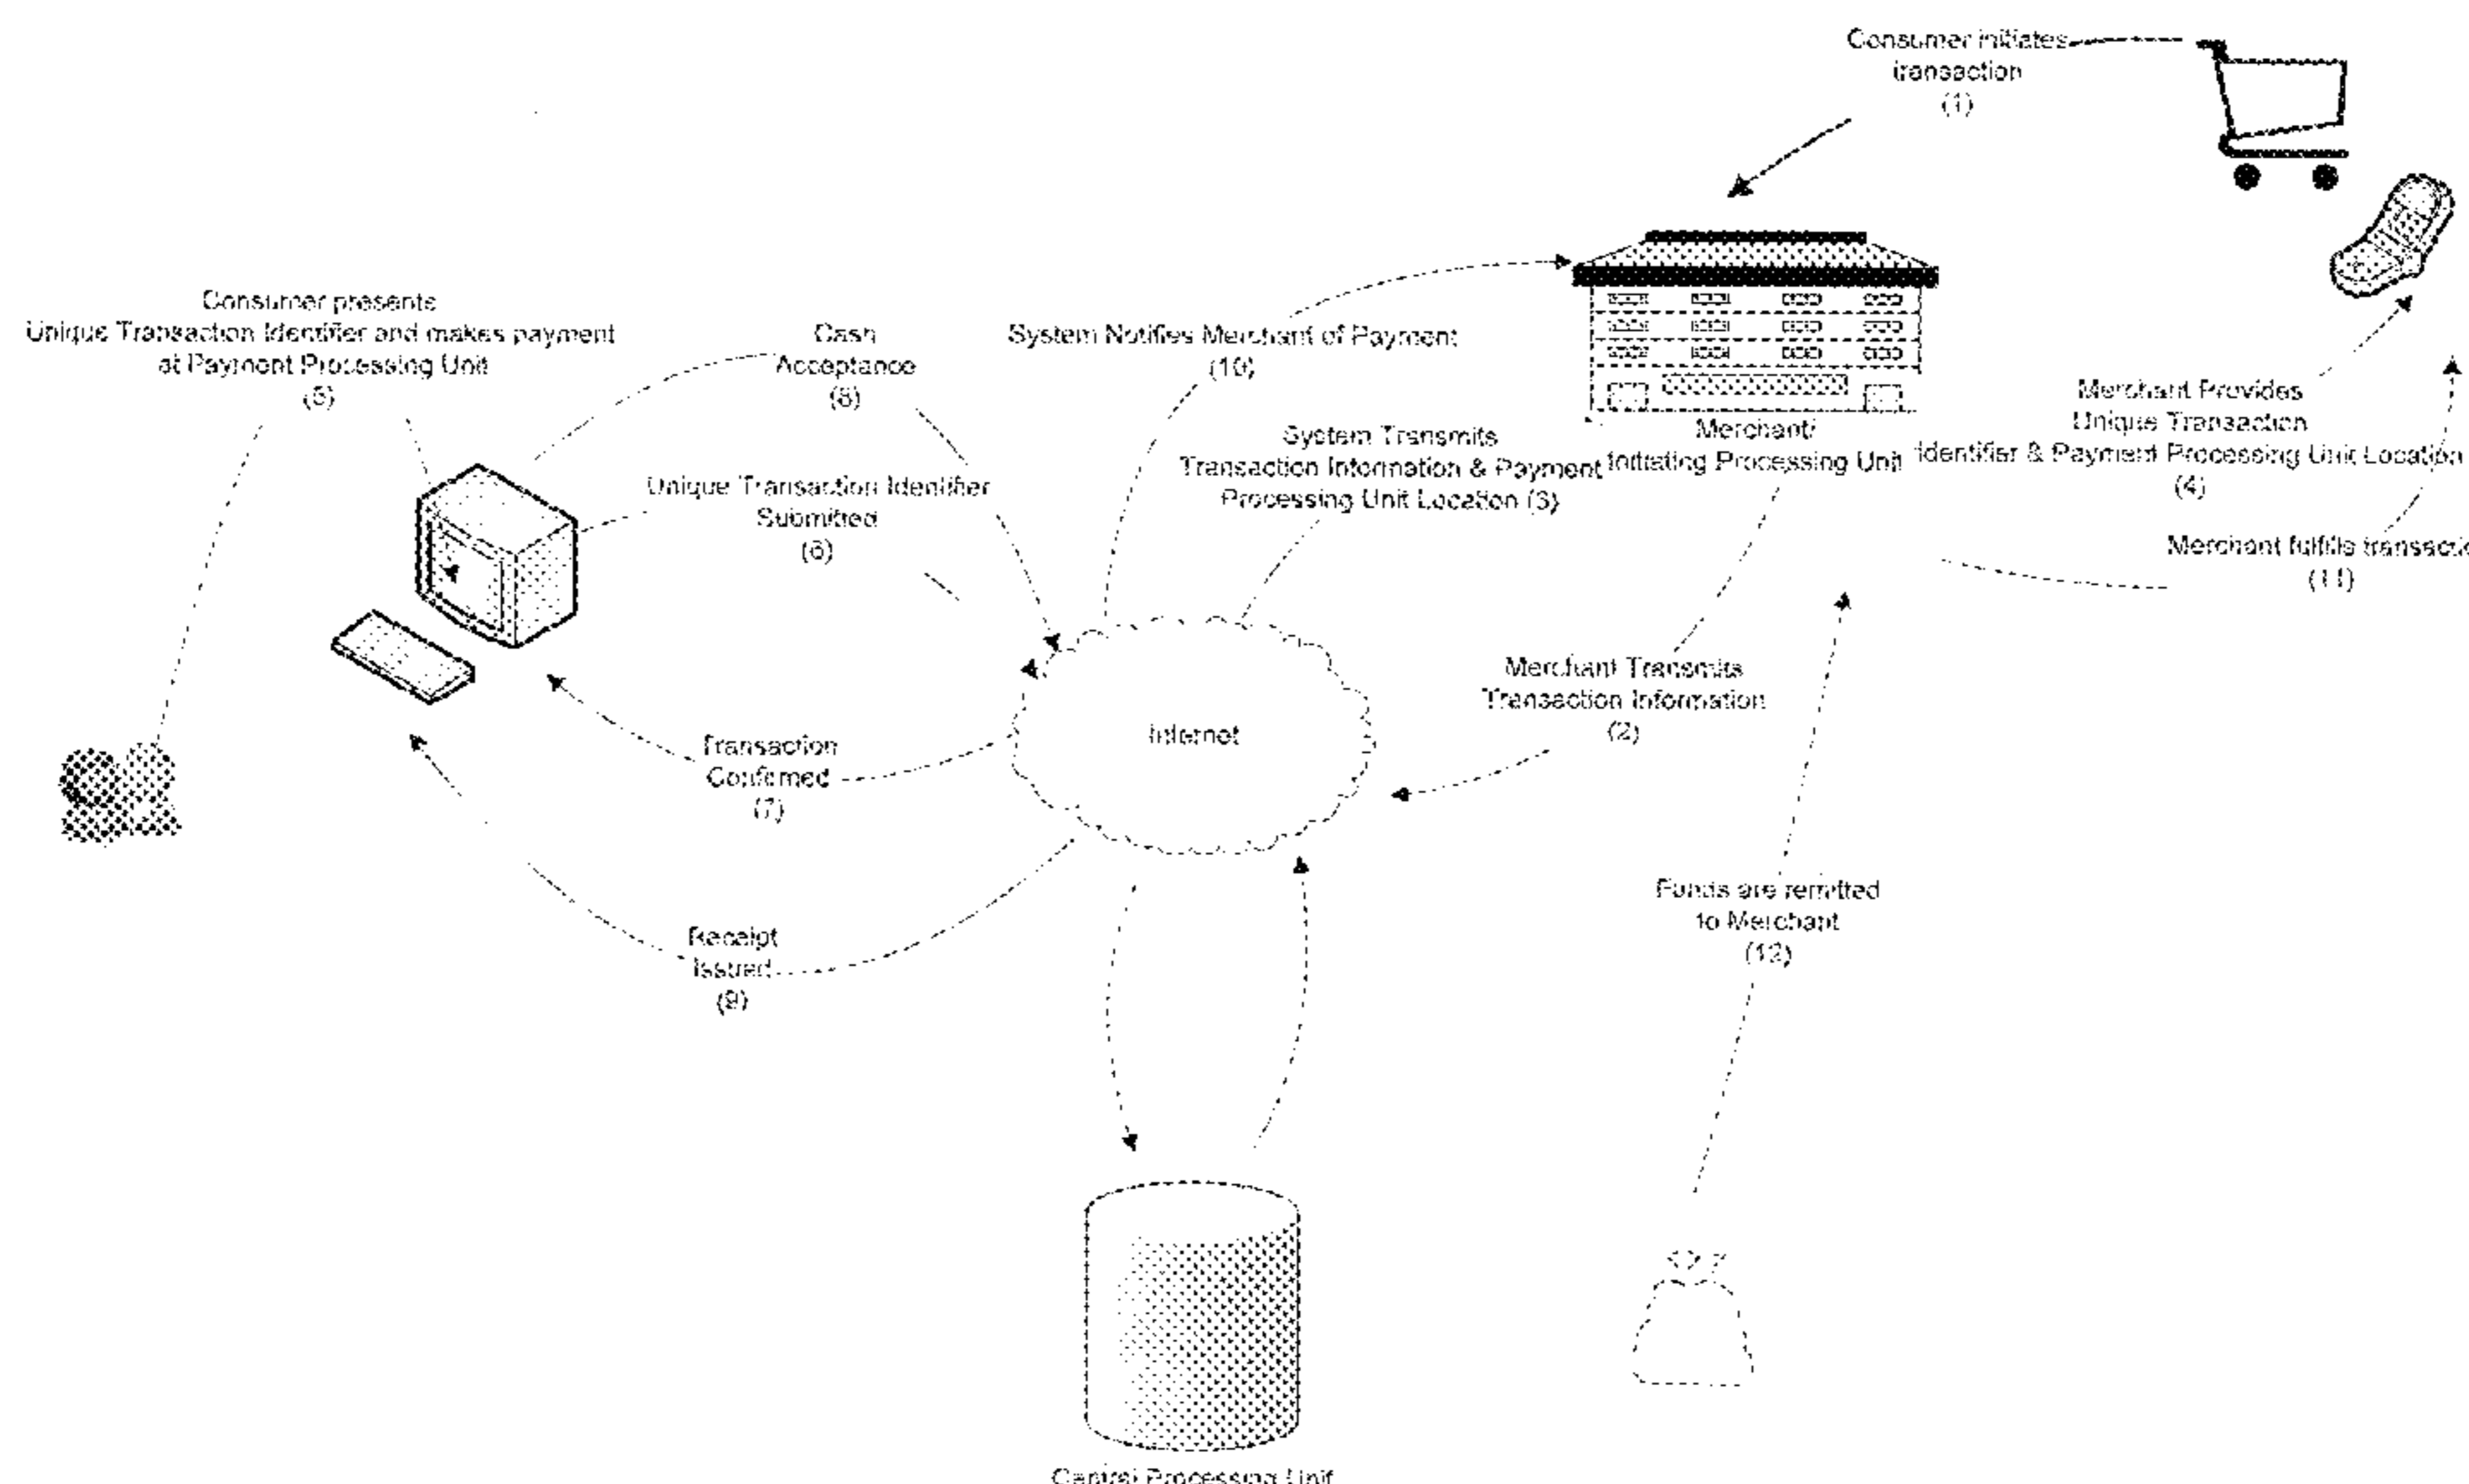 Consumer initiates
transaction
(1)
Consumer presents
Unique Transaction Identifier and makes payment
at Payment Processing Unit
(5)
Cash
Acceptance
(8)
System Notifies Merchant of Payment
(10)
Unique Transaction Identifier
Submitted
(6)
System Transmits
Transaction Information & Payment
Processing Unit Location (3)
Merchant/
Initiating Processing Unit
Merchant Provides
Unique Transaction
Identifier & Payment Processing Unit Location
(4)
Merchant fulfills transactio
(11)
Merchant Transmits
Transaction Information
(2)
Internet
Transaction
Confirmed
(7)
Funds are remitted
to Merchant
(12)
Receipt
Issued
(9)
Central Processing Unit